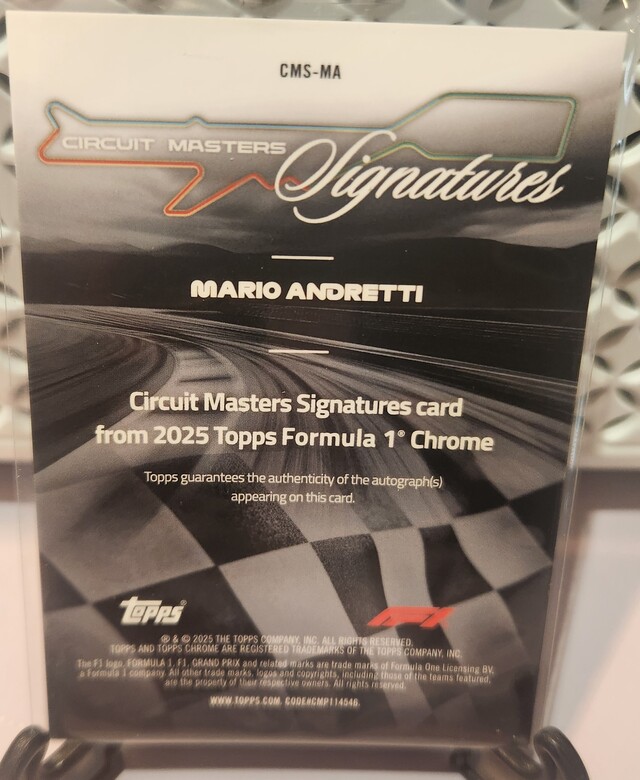 CMS-MA
CIRCUIT MASTERS
Signatures
MARIO ANDRETTI
Circuit Masters Signatures card
from 2025 Topps Formula 1® Chrome
Topps guarantees the authenticity of the autograph(s)
appearing on this card.
topps®
F1
® & © 2025 THE TOPPS COMPANY, INC. ALL RIGHTS RESERVED.
TOPPS AND TOPPS CHROME ARE REGISTERED TRADEMARKS OF THE TOPPS COMPANY, INC.
The F1 logo, FORMULA 1, F1, GRAND PRIX and related marks are trade marks of Formula One Licensing BV,
a Formula 1 company. All other trade marks, logos and copyrights, including those of the teams featured,
are the property of their respective owners. All rights reserved.
WWW.TOPPS.COM. CODE#CMP114546.